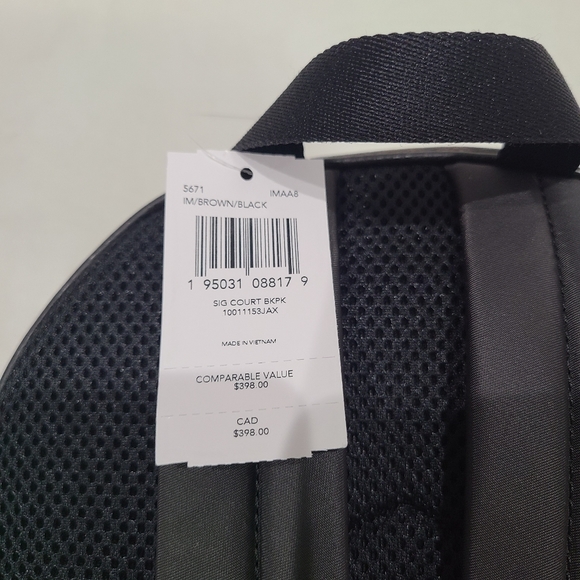 5671 IMAA8
IM/BROWN/BLACK
1 95031 08817 9
SIG COURT BKPK
10011153JAX
MADE IN VIETNAM
COMPARABLE VALUE
$398.00
CAD
$398.00